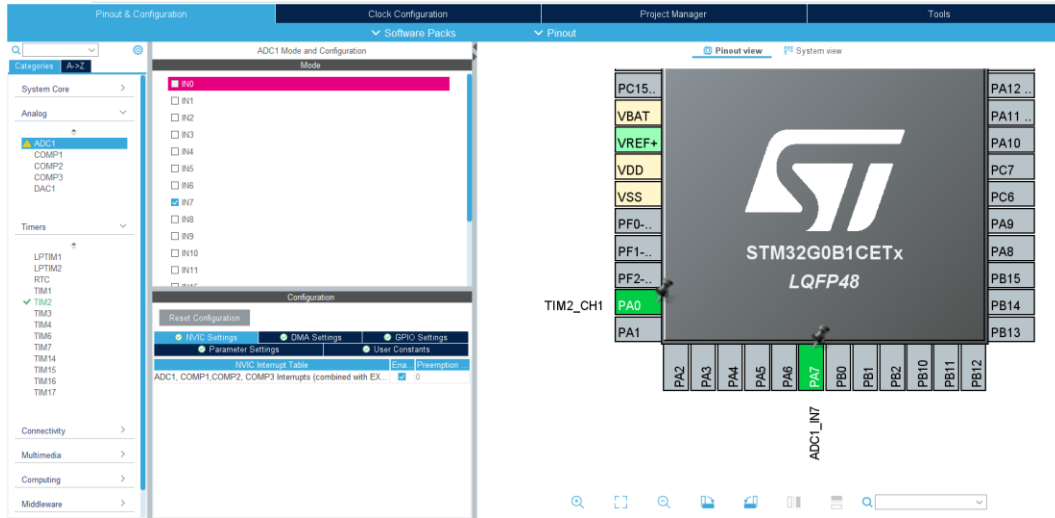 Pinout & Configuration
Clock Configuration
Project Manager
Tools
Software Packs
Pinout
Categories
A->Z
System Core
Analog
ADC1
COMP1
COMP2
COMP3
DAC1
Timers
LPTIM1
LPTIM2
RTC
TIM1
TIM2
TIM3
TIM4
TIM6
TIM7
TIM14
TIM15
TIM16
TIM17
Connectivity
Multimedia
Computing
Middleware
ADC1 Mode and Configuration
Mode
IN0
IN1
IN2
IN3
IN4
IN5
IN6
IN7
IN8
IN9
IN10
IN11
Configuration
Reset Configuration
NVIC Settings
DMA Settings
GPIO Settings
Parameter Settings
User Constants
NVIC Interrupt Table
Ena...
Preemption ...
ADC1, COMP1,COMP2, COMP3 Interrupts (combined with EX...
0
Pinout view
System view
PC15..
VBAT
VREF+
VDD
VSS
PF0-..
PF1-..
PF2-..
TIM2_CH1
PA0
PA1
ST
STM32G0B1CETx
LQFP48
PA12 ..
PA11 ..
PA10
PC7
PC6
PA9
PA8
PB15
PB14
PB13
PA2
PA3
PA4
PA5
PA6
PA7
PB0
PB1
PB2
PB10
PB11
PB12
ADC1_IN7